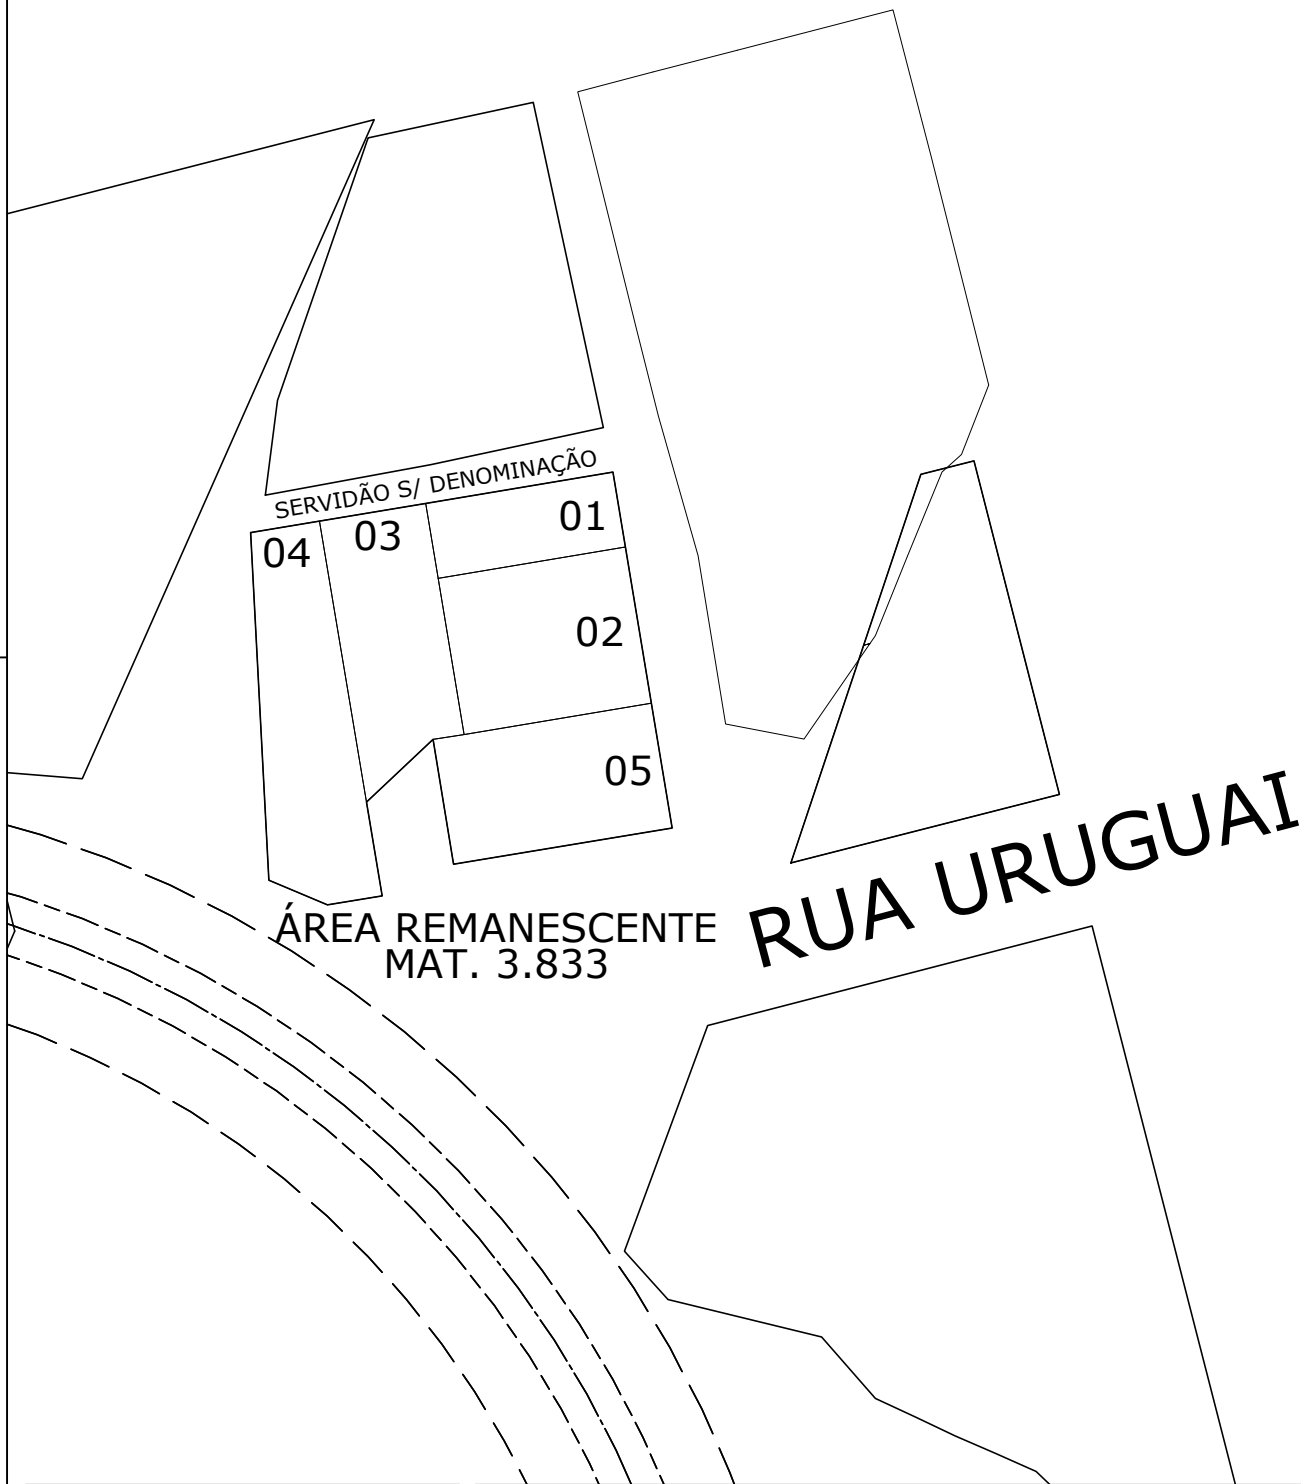 SERVIDÃO S/ DENOMINAÇÃO
01
03
04
02
05
RUA URUGUAI
ÁREA REMANESCENTE
MAT. 3.833